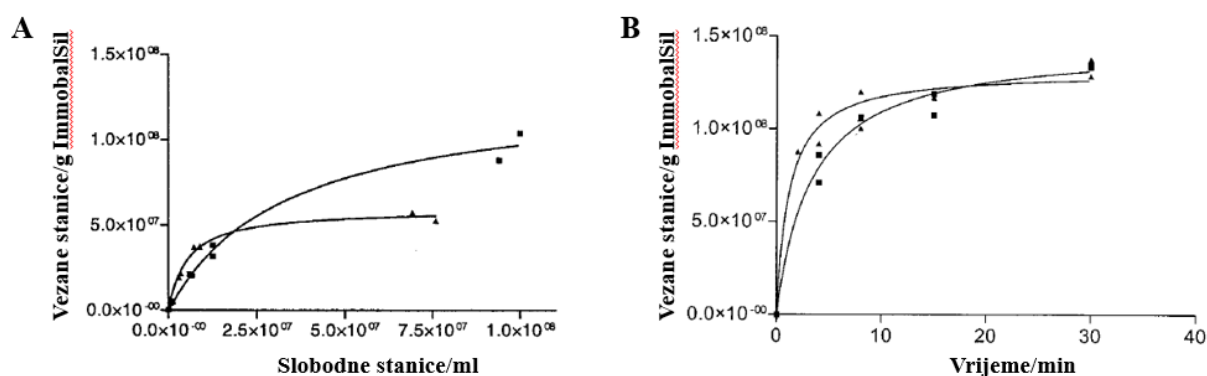 A
Vezane stanice/g ImmobalSil
1.5×10⁰⁸
1.0×10⁰⁸
5.0×10⁰⁷
0.0×10⁻⁰⁰
0.0×10⁻⁰⁰ 2.5×10⁰⁷ 5.0×10⁰⁷ 7.5×10⁰⁷ 1.0×10⁰⁸
Slobodne stanice/ml
B
Vezane stanice/g ImmobalSil
1.5×10⁰⁸
1.0×10⁰⁸
5.0×10⁰⁷
0.0×10⁻⁰⁰
0 10 20 30 40
Vrijeme/min